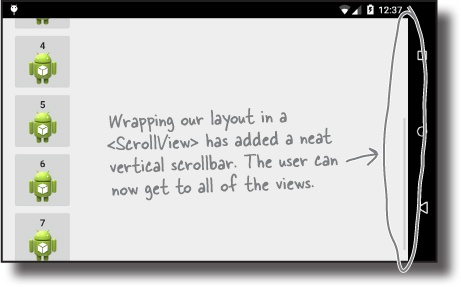 12:37
4
5
6
7
Wrapping our layout in a
<ScrollView> has added a neat
vertical scrollbar. The user can
now get to all of the views.